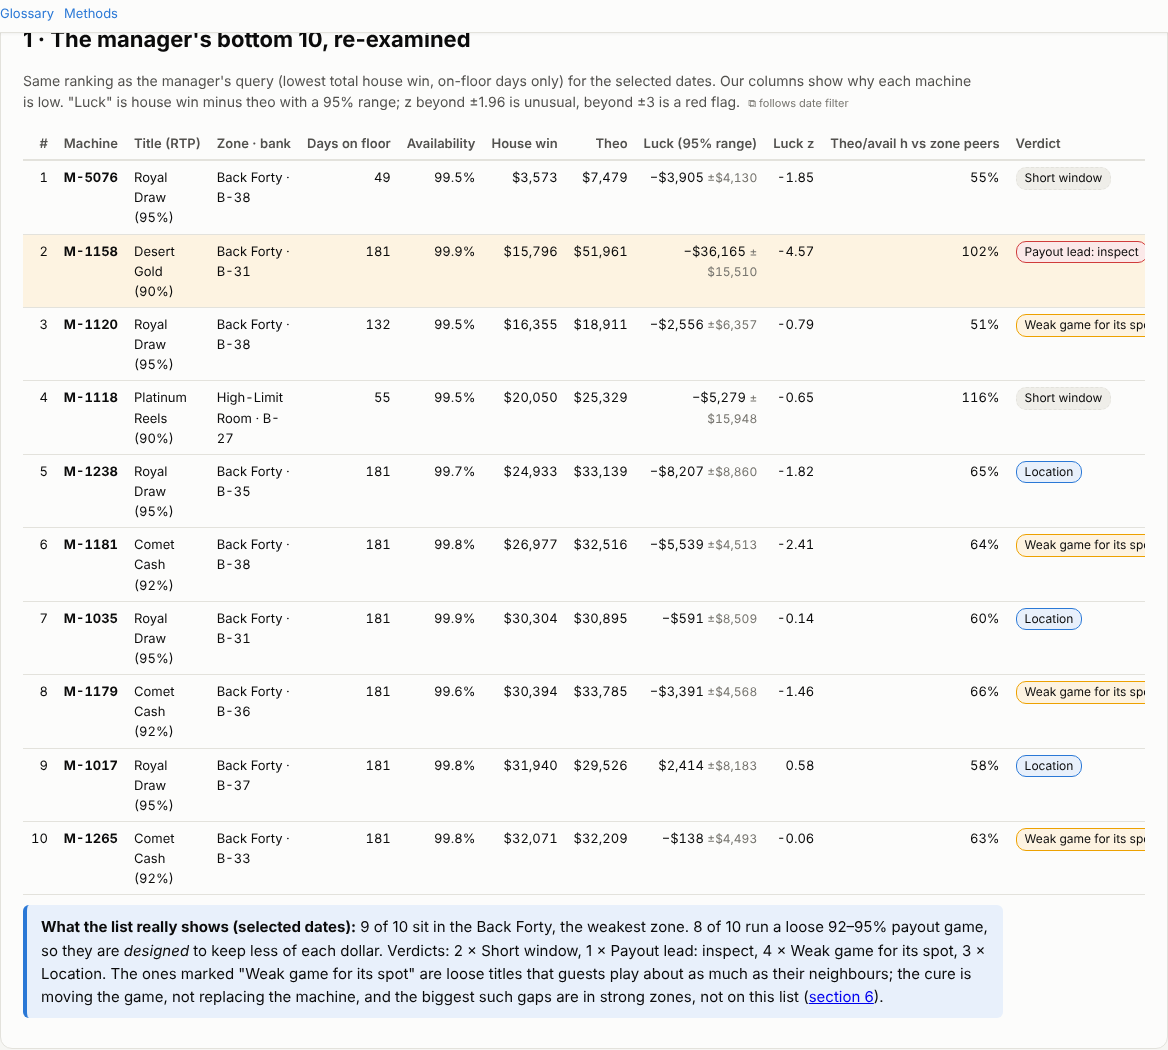 Glossary Methods
1 · The manager's bottom 10, re-examined
Same ranking as the manager's query (lowest total house win, on-floor days only) for the selected dates. Our columns show why each machine
is low. "Luck" is house win minus theo with a 95% range; z beyond ±1.96 is unusual, beyond ±3 is a red flag. ⧉ follows date filter
# Machine Title (RTP) Zone · bank Days on floor Availability House win Theo Luck (95% range) Luck z Theo/avail h vs zone peers Verdict
1 M-5076 Royal Back Forty · 49 99.5% $3,573 $7,479 −$3,905 ±$4,130 -1.85 55% Short window
Draw B-38
(95%)
2 M-1158 Desert Back Forty · 181 99.9% $15,796 $51,961 −$36,165 ± -4.57 102% Payout lead: inspect
Gold B-31 $15,510
(90%)
3 M-1120 Royal Back Forty · 132 99.5% $16,355 $18,911 −$2,556 ±$6,357 -0.79 51% Weak game for its spo
Draw B-38
(95%)
4 M-1118 Platinum High-Limit 55 99.5% $20,050 $25,329 −$5,279 ± -0.65 116% Short window
Reels Room · B- $15,948
(90%) 27
5 M-1238 Royal Back Forty · 181 99.7% $24,933 $33,139 −$8,207 ±$8,860 -1.82 65% Location
Draw B-35
(95%)
6 M-1181 Comet Back Forty · 181 99.8% $26,977 $32,516 −$5,539 ±$4,513 -2.41 64% Weak game for its spo
Cash B-38
(92%)
7 M-1035 Royal Back Forty · 181 99.9% $30,304 $30,895 −$591 ±$8,509 -0.14 60% Location
Draw B-31
(95%)
8 M-1179 Comet Back Forty · 181 99.6% $30,394 $33,785 −$3,391 ±$4,568 -1.46 66% Weak game for its spo
Cash B-36
(92%)
9 M-1017 Royal Back Forty · 181 99.8% $31,940 $29,526 $2,414 ±$8,183 0.58 58% Location
Draw B-37
(95%)
10 M-1265 Comet Back Forty · 181 99.8% $32,071 $32,209 −$138 ±$4,493 -0.06 63% Weak game for its spo
Cash B-33
(92%)
What the list really shows (selected dates): 9 of 10 sit in the Back Forty, the weakest zone. 8 of 10 run a loose 92–95% payout game,
so they are designed to keep less of each dollar. Verdicts: 2 × Short window, 1 × Payout lead: inspect, 4 × Weak game for its spot, 3 ×
Location. The ones marked "Weak game for its spot" are loose titles that guests play about as much as their neighbours; the cure is
moving the game, not replacing the machine, and the biggest such gaps are in strong zones, not on this list (section 6).